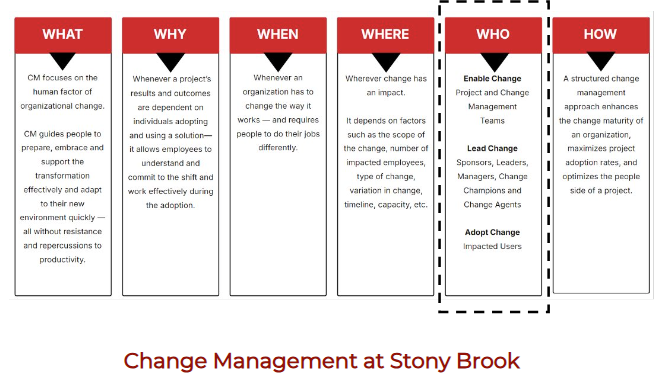 WHAT
CM focuses on the
human factor of
organizational change.
CM guides people to
prepare, embrace and
support the
transformation
effectively and adapt
to their new
environment quickly —
all without resistance
and repercussions to
productivity.
WHY
Whenever a project's
results and outcomes
are dependent on
individuals adopting
and using a solution—
it allows employees to
understand and
commit to the shift and
work effectively during
the adoption.
WHEN
Whenever an
organization has to
change the way it
works — and requires
people to do their jobs
differently.
WHERE
Wherever change has
an impact.
It depends on factors
such as the scope of
the change, number of
impacted employees,
type of change,
variation in change,
timeline, capacity, etc.
WHO
Enable Change
Project and Change
Management
Teams
Lead Change
Sponsors, Leaders,
Managers, Change
Champions and
Change Agents
Adopt Change
Impacted Users
HOW
A structured change
management
approach enhances
the change maturity of
an organization,
maximizes project
adoption rates, and
optimizes the people
side of a project.
Change Management at Stony Brook